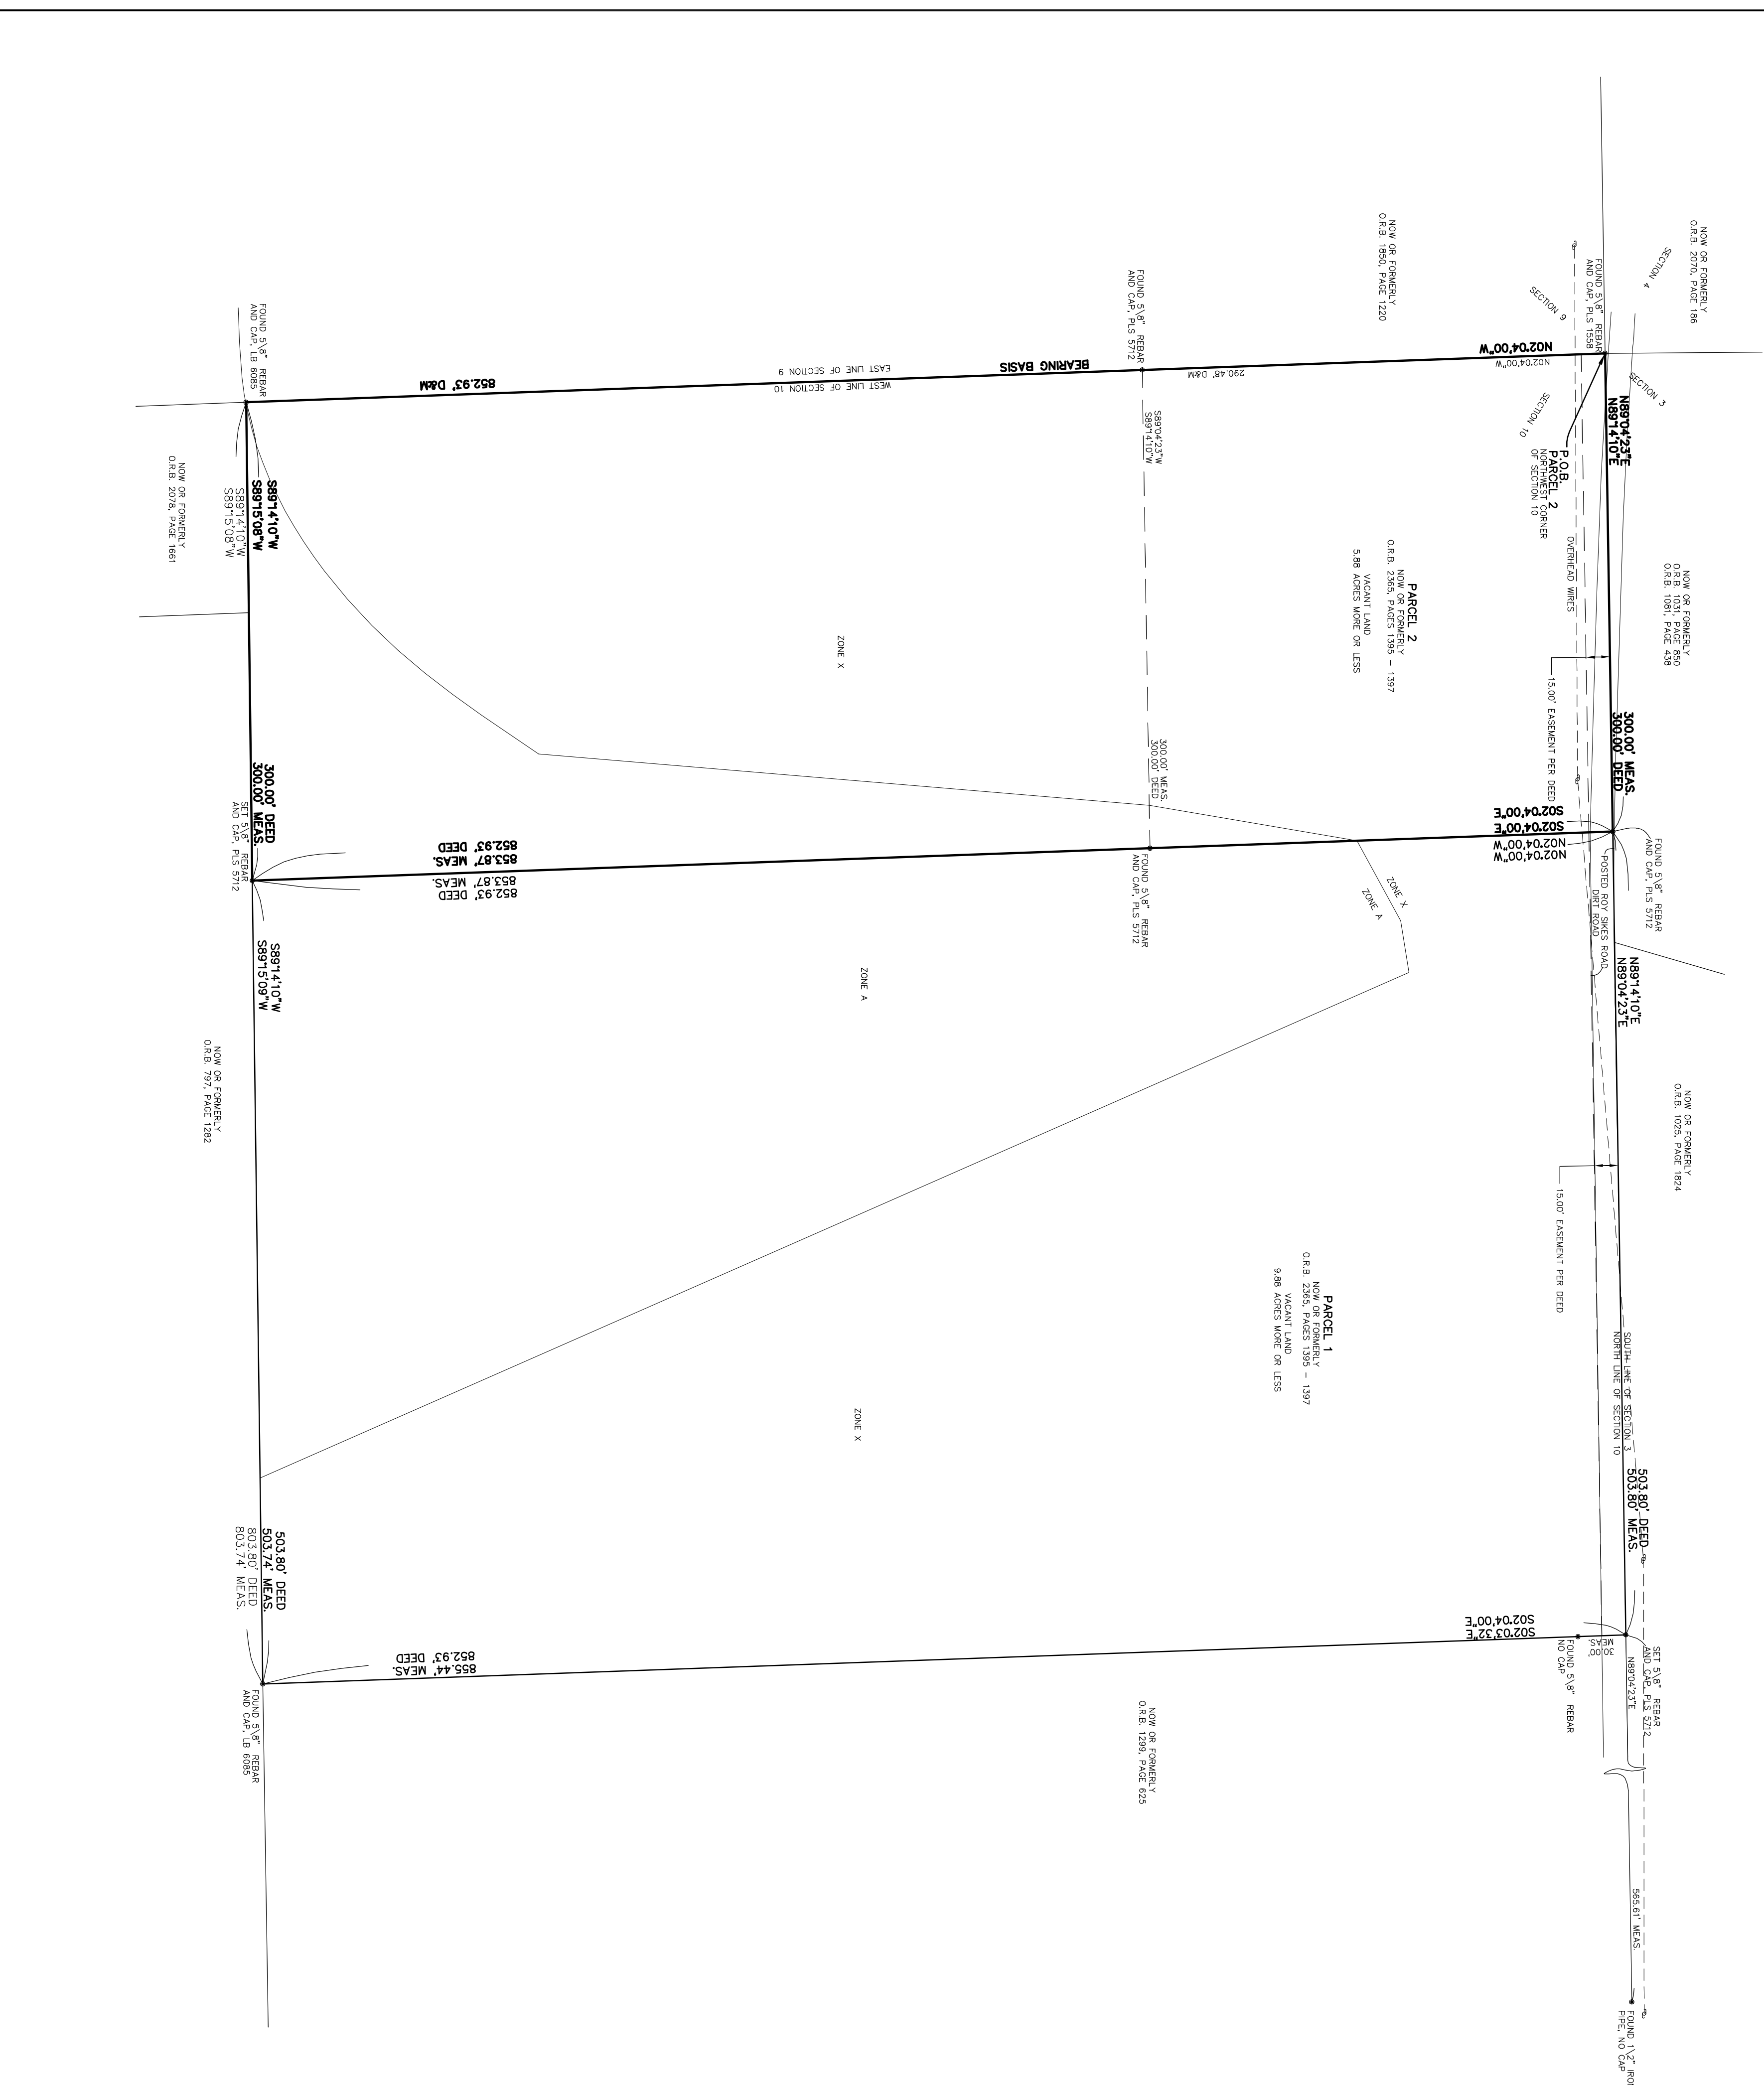 NOW OR FORMERLY
O.R.B. 2070, PAGE 186
SECTION 4
SECTION 9
SECTION 3
SECTION 10
FOUND 5\8" REBAR
AND CAP, PLS 1558
NOW OR FORMERLY
O.R.B. 1850, PAGE 1220
N02°04'00"W
N02°04'00"W
N89°04'23"E
N89°14'10"E
P.O.B.
PARCEL 2
NORTHWEST CORNER
OF SECTION 10
OVERHEAD WIRES
NOW OR FORMERLY
O.R.B. 1031, PAGE 850
O.R.B. 1081, PAGE 438
15.00' EASEMENT PER DEED
300.00' MEAS.
300.00' DEED
S02°04'00"E
S02°04'00"E
N02°04'00"W
N02°04'00"W
FOUND 5\8" REBAR
AND CAP, PLS 5712
POSTED ROY SIKES ROAD
DIRT ROAD
N89°14'10"E
N89°04'23"E
NOW OR FORMERLY
O.R.B. 1025, PAGE 1824
15.00' EASEMENT PER DEED
SOUTH LINE OF SECTION 3
NORTH LINE OF SECTION 10
503.80' DEED
503.80' MEAS.
SET 5\8" REBAR
AND CAP, PLS 5712
30.00'
MEAS.
N89°04'23"E
FOUND 5\8" REBAR
NO CAP
565.61' MEAS.
FOUND 1\2" IRON
PIPE, NO CAP
S02°04'00"E
S02°03'32"E
FOUND 5\8" REBAR
AND CAP, PLS 5712
290.48' D&M
BEARING BASIS
EAST LINE OF SECTION 9
WEST LINE OF SECTION 10
852.93' D&M
S89°04'23"W
S89°14'10"W
PARCEL 2
NOW OR FORMERLY
O.R.B. 2365, PAGES 1395 - 1397
VACANT LAND
5.88 ACRES MORE OR LESS
ZONE X
300.00' MEAS.
300.00' DEED
FOUND 5\8" REBAR
AND CAP, PLS 5712
ZONE X
ZONE A
ZONE A
PARCEL 1
NOW OR FORMERLY
O.R.B. 2365, PAGES 1395 - 1397
VACANT LAND
9.88 ACRES MORE OR LESS
ZONE X
NOW OR FORMERLY
O.R.B. 1299, PAGE 625
852.93' DEED
853.87' MEAS.
853.87' MEAS.
852.93' DEED
852.93' DEED
855.44' MEAS.
FOUND 5\8" REBAR
AND CAP, LB 6085
S89°14'10"W
S89°15'08"W
S89°14'10"W
S89°15'08"W
NOW OR FORMERLY
O.R.B. 2078, PAGE 1661
300.00' DEED
300.00' MEAS.
SET 5\8" REBAR
AND CAP, PLS 5712
S89°14'10"W
S89°15'09"W
NOW OR FORMERLY
O.R.B. 797, PAGE 1282
503.80' DEED
503.74' MEAS.
803.80' DEED
803.74' MEAS.
FOUND 5\8" REBAR
AND CAP, LB 6085